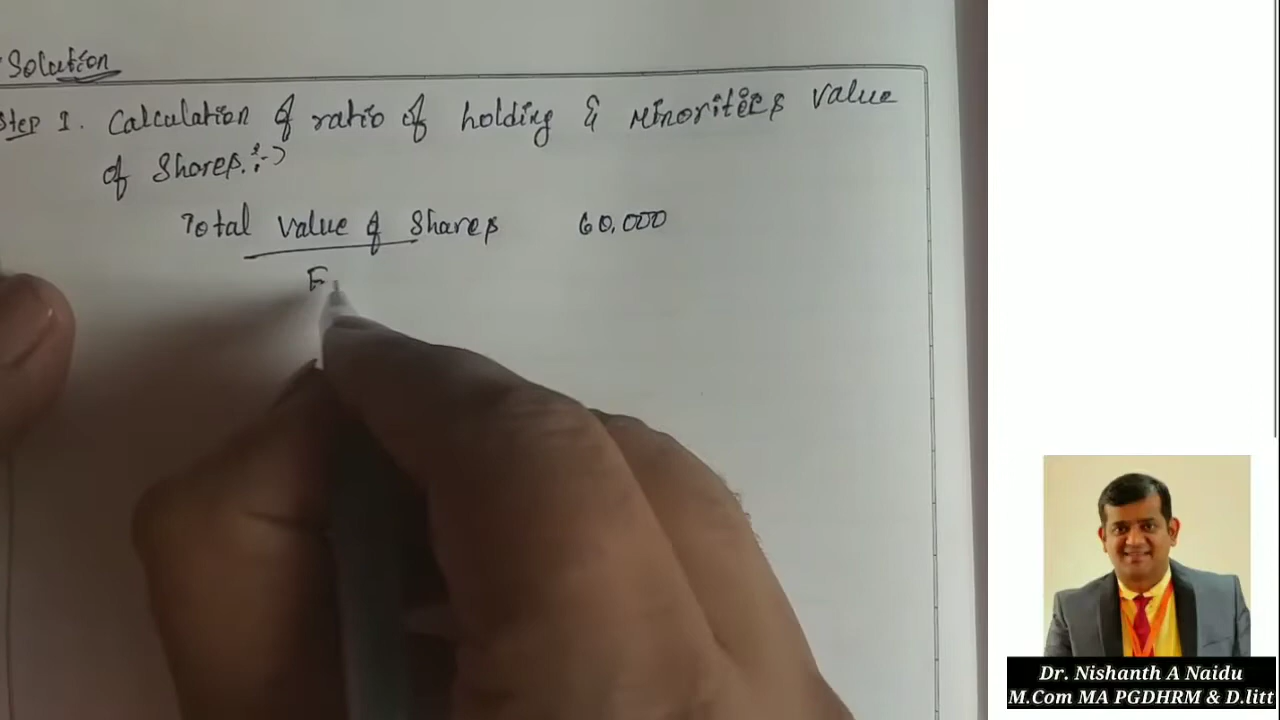 Solution
Step 1. Calculation of ratio of holding & Minorities value
of Shares :-
Total value of Shares 60,000
F
Dr. Nishanth A Naidu
M.Com MA PGDHRM & D.litt